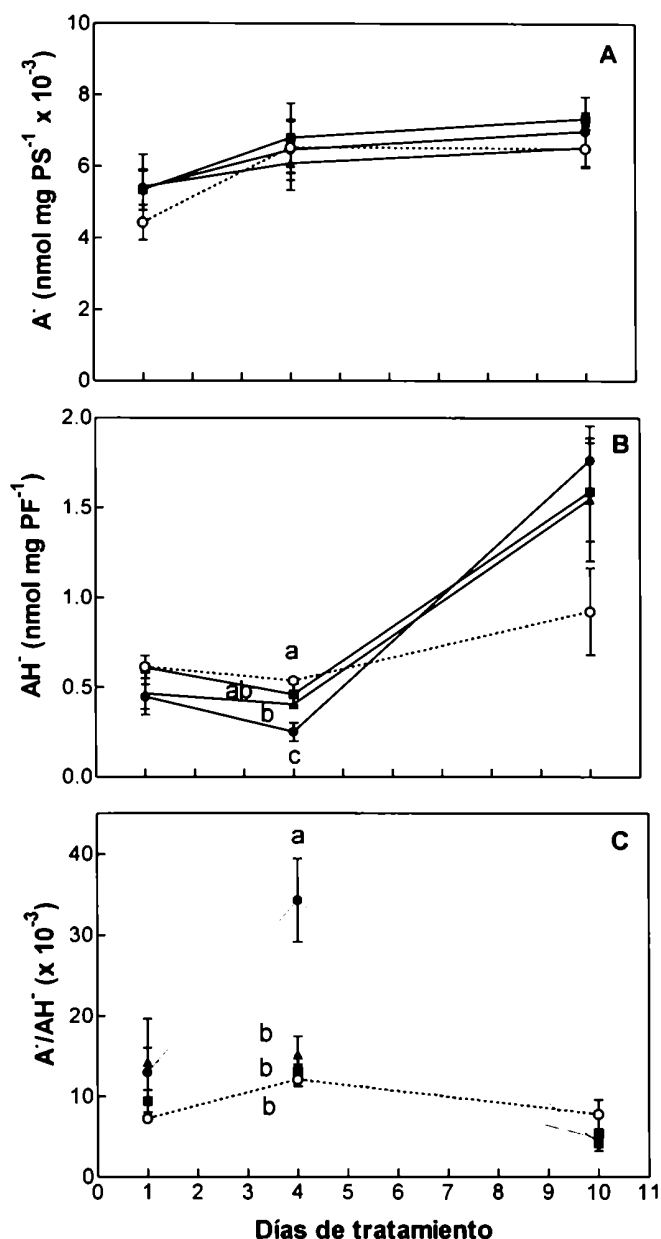 A
10
8
6
4
2
0
A· (nmol mg PS⁻¹ x 10⁻³)
B
2.0
1.5
1.0
0.5
0.0
AH⁻ (nmol mg PF⁻¹)
a
ab
b
c
C
40
30
20
10
0
A·/AH⁻ (x 10⁻³)
a
b
b
b
0 1 2 3 4 5 6 7 8 9 10 11
Días de tratamiento